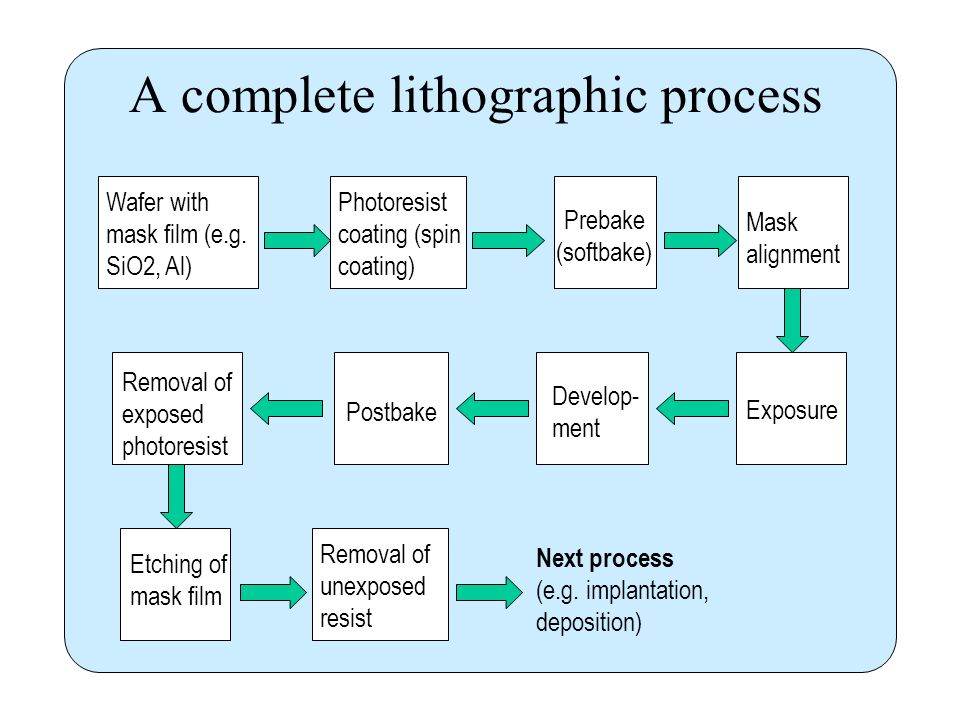 A complete lithographic process
Wafer with
mask film (e.g.
SiO2, Al)
Photoresist
coating (spin
coating)
Prebake
(softbake)
Mask
alignment
Exposure
Develop-
ment
Postbake
Removal of
exposed
photoresist
Etching of
mask film
Removal of
unexposed
resist
Next process
(e.g. implantation,
deposition)